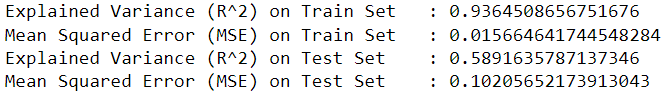 Explained Variance (R^2) on Train Set   : 0.9364508656751676
Mean Squared Error (MSE) on Train Set   : 0.015664641744548284
Explained Variance (R^2) on Test Set    : 0.5891635787137346
Mean Squared Error (MSE) on Test Set    : 0.10205652173913043